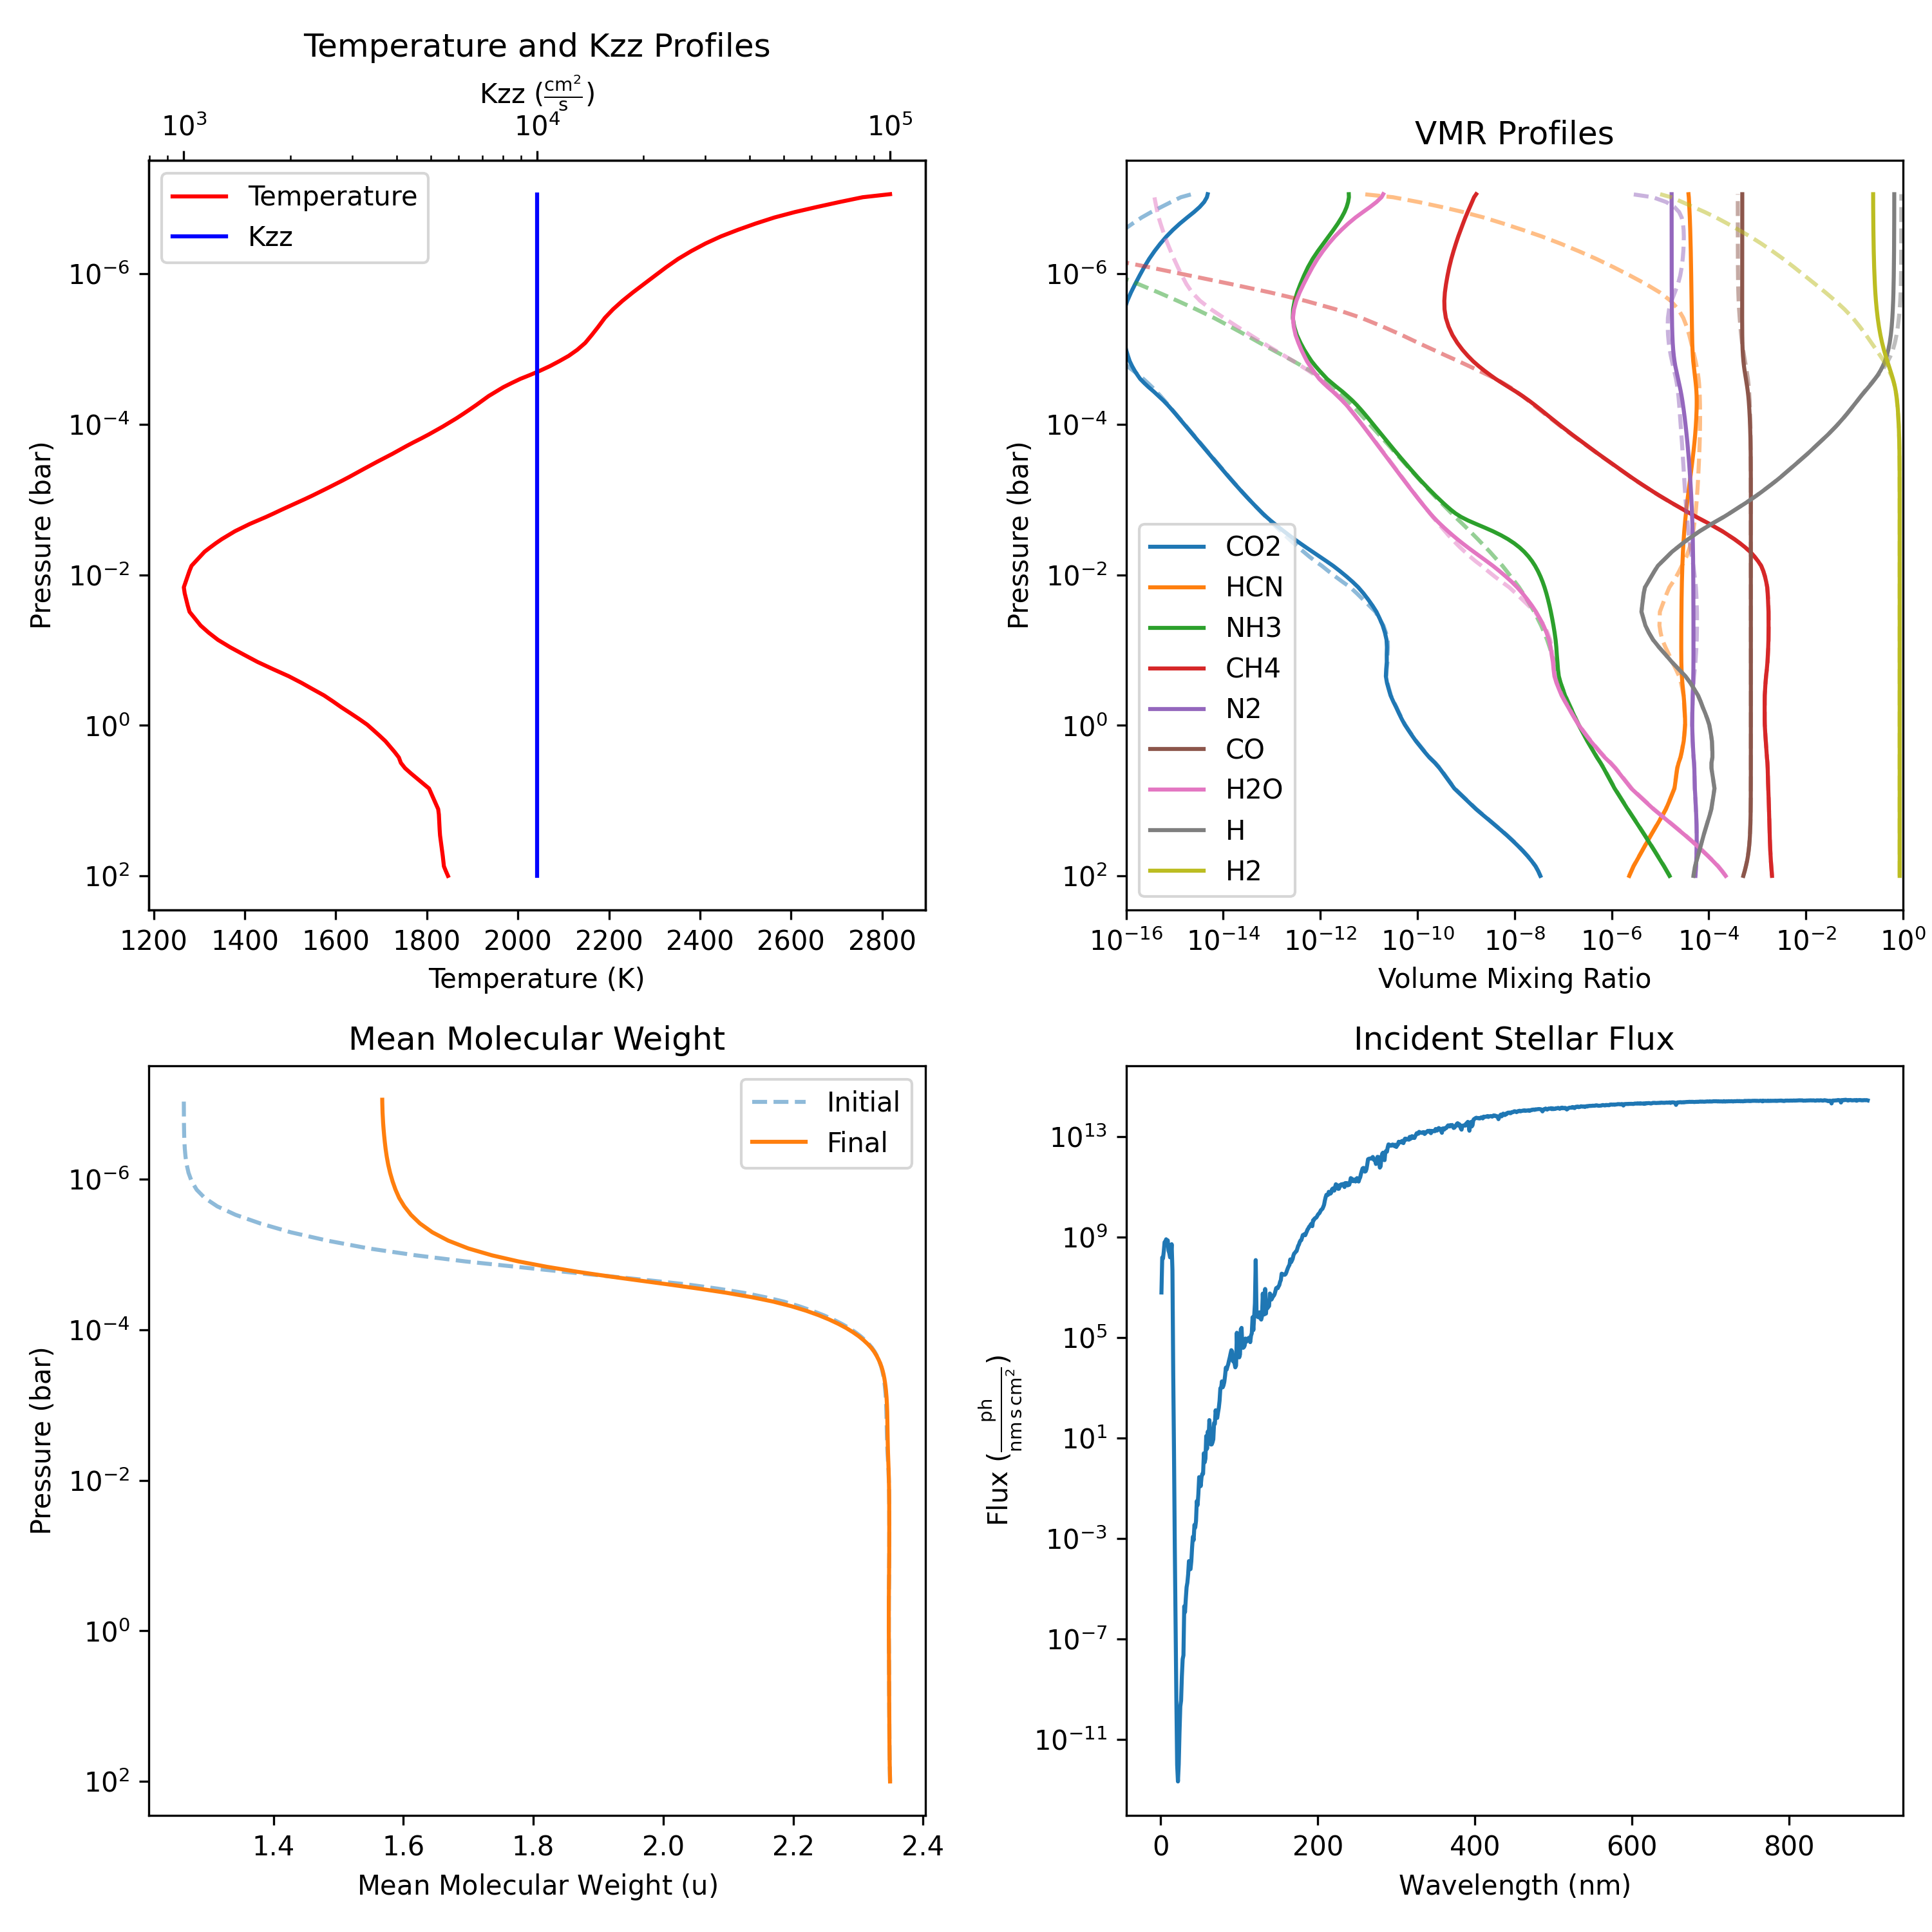 Temperature and Kzz Profiles
Kzz (cm²/s)
10³ 10⁴ 10⁵
Temperature
Kzz
10⁻⁶
10⁻⁴
10⁻²
10⁰
10²
Pressure (bar)
1200 1400 1600 1800 2000 2200 2400 2600 2800
Temperature (K)
VMR Profiles
10⁻⁶
10⁻⁴
10⁻²
10⁰
10²
Pressure (bar)
CO2
HCN
NH3
CH4
N2
CO
H2O
H
H2
10⁻¹⁶ 10⁻¹⁴ 10⁻¹² 10⁻¹⁰ 10⁻⁸ 10⁻⁶ 10⁻⁴ 10⁻² 10⁰
Volume Mixing Ratio
Mean Molecular Weight
Initial
Final
10⁻⁶
10⁻⁴
10⁻²
10⁰
10²
Pressure (bar)
1.4 1.6 1.8 2.0 2.2 2.4
Mean Molecular Weight (u)
Incident Stellar Flux
10¹³
10⁹
10⁵
10¹
10⁻³
10⁻⁷
10⁻¹¹
Flux (ph/nm s cm²)
0 200 400 600 800
Wavelength (nm)